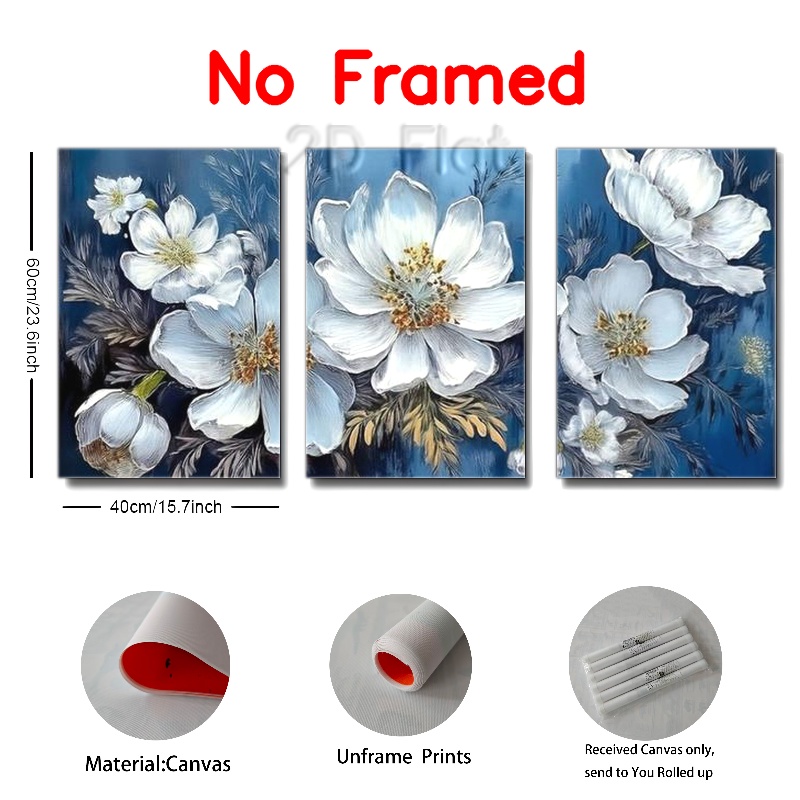 No Framed
2D Flat
60cm/23.6inch
40cm/15.7inch
Material:Canvas
Unframe Prints
Received Canvas only,
send to You Rolled up